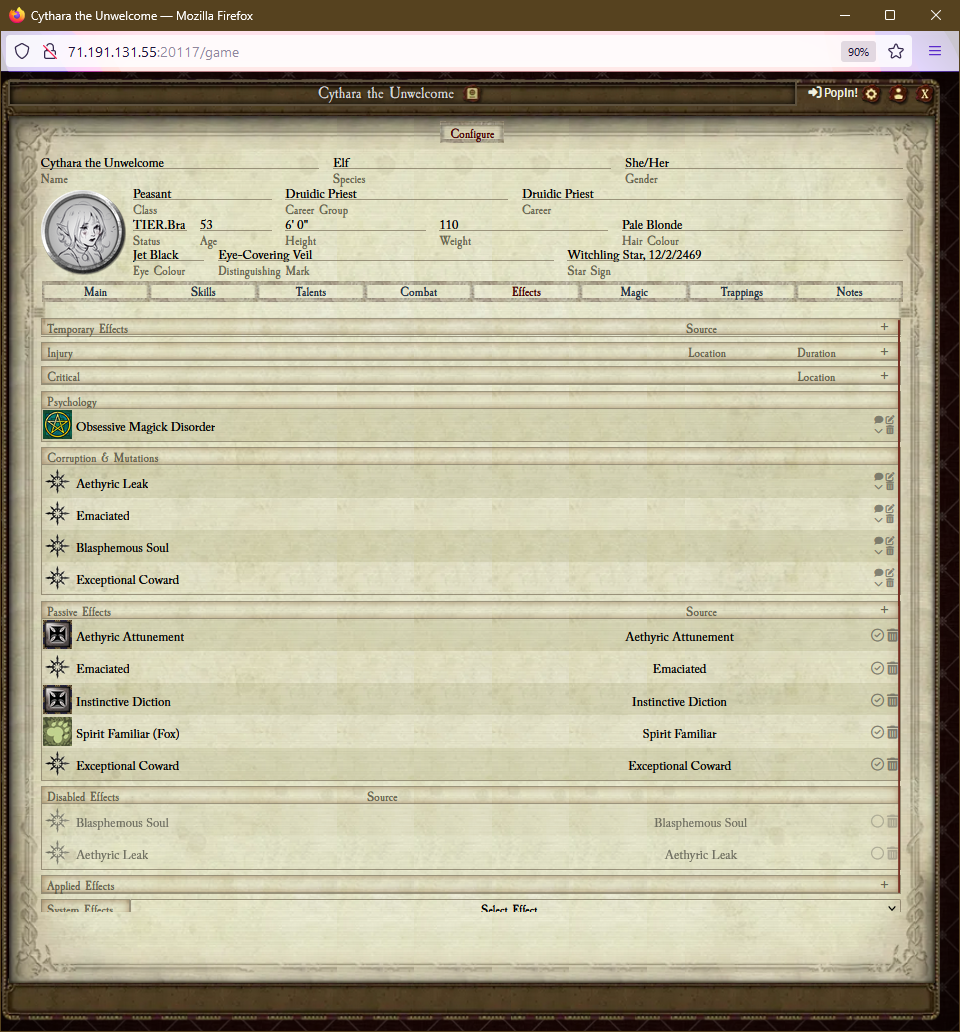 Cythara the Unwelcome — Mozilla Firefox
71.191.131.55:20117/game 90%
Cythara the Unwelcome PopIn! X
Configure
Cythara the Unwelcome Elf She/Her
Name Species Gender
Peasant Druidic Priest Druidic Priest
Class Career Group Career
TIER.Bra 53 6' 0" 110 Pale Blonde
Status Age Height Weight Hair Colour
Jet Black Eye-Covering Veil Witchling Star, 12/2/2469
Eye Colour Distinguishing Mark Star Sign
Main Skills Talents Combat Effects Magic Trappings Notes
Temporary Effects Source +
Injury Location Duration +
Critical Location +
Psychology
Obsessive Magick Disorder
Corruption & Mutations
Aethyric Leak
Emaciated
Blasphemous Soul
Exceptional Coward
Passive Effects Source +
Aethyric Attunement Aethyric Attunement
Emaciated Emaciated
Instinctive Diction Instinctive Diction
Spirit Familiar (Fox) Spirit Familiar
Exceptional Coward Exceptional Coward
Disabled Effects Source
Blasphemous Soul Blasphemous Soul
Aethyric Leak Aethyric Leak
Applied Effects +
System Effects Select Effect